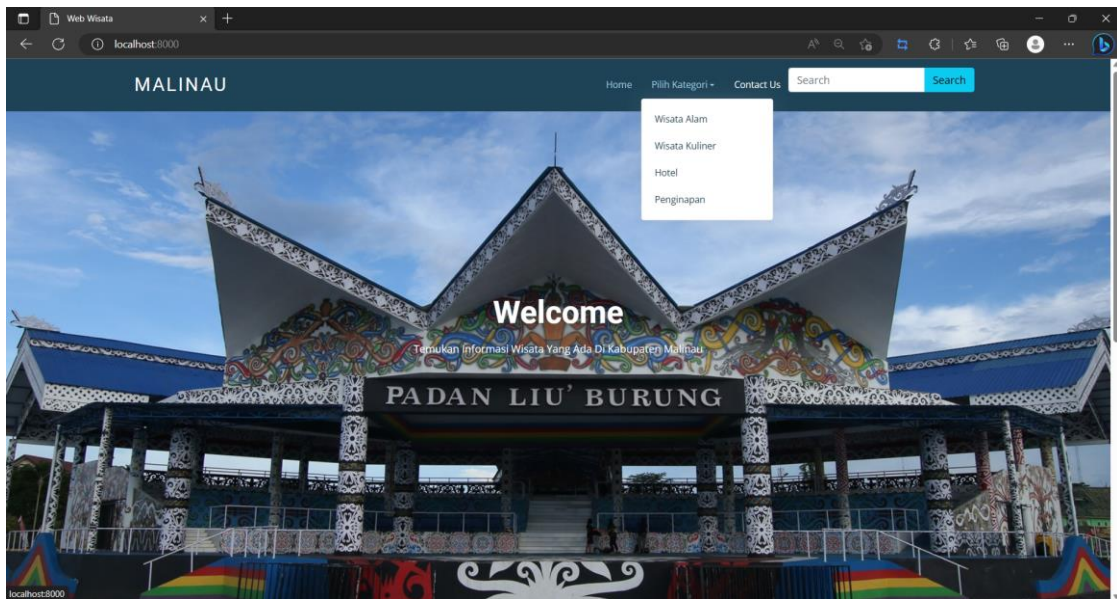 Web Wisata
localhost:8000
MALINAU
Home Pilih Kategori Contact Us Search Search
Wisata Alam
Wisata Kuliner
Hotel
Penginapan
Welcome
Temukan Informasi Wisata Yang Ada Di Kabupaten Malinau
PADAN LIU' BURUNG
localhost:8000